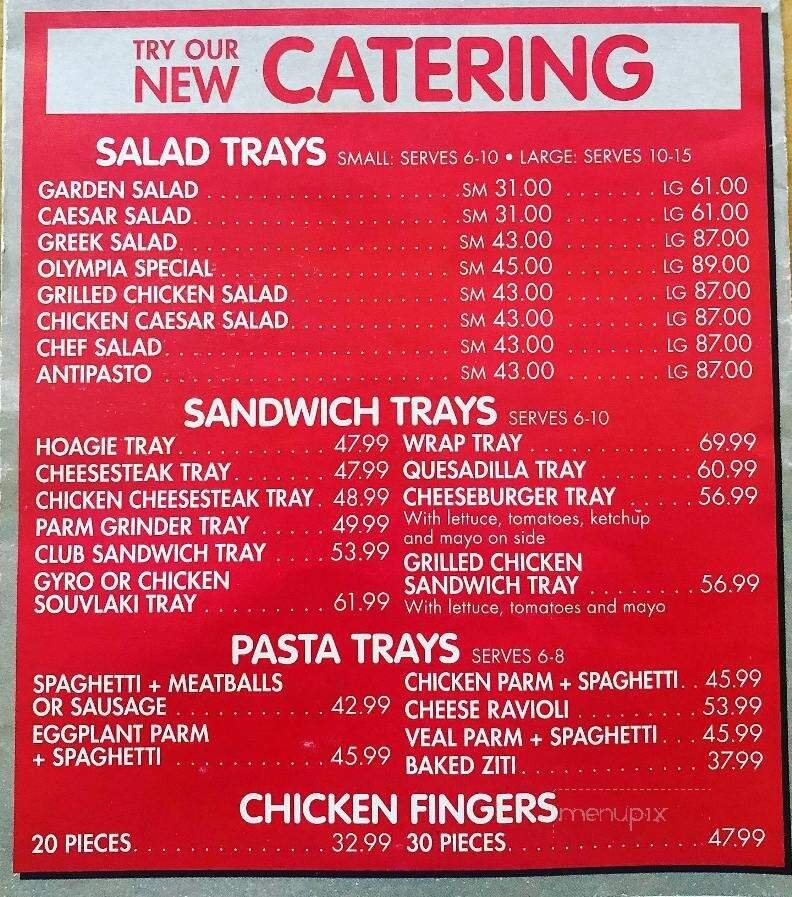 TRY OUR
NEW CATERING
SALAD TRAYS SMALL: SERVES 6-10 • LARGE: SERVES 10-15
GARDEN SALAD SM 31.00 LG 61.00
CAESAR SALAD SM 31.00 LG 61.00
GREEK SALAD SM 43.00 LG 87.00
OLYMPIA SPECIAL SM 45.00 LG 89.00
GRILLED CHICKEN SALAD SM 43.00 LG 87.00
CHICKEN CAESAR SALAD SM 43.00 LG 87.00
CHEF SALAD SM 43.00 LG 87.00
ANTIPASTO SM 43.00 LG 87.00
SANDWICH TRAYS SERVES 6-10
HOAGIE TRAY 47.99
CHEESESTEAK TRAY 47.99
CHICKEN CHEESESTEAK TRAY 48.99
PARM GRINDER TRAY 49.99
CLUB SANDWICH TRAY 53.99
GYRO OR CHICKEN
SOUVLAKI TRAY 61.99
WRAP TRAY 69.99
QUESADILLA TRAY 60.99
CHEESEBURGER TRAY 56.99
With lettuce, tomatoes, ketchup
and mayo on side
GRILLED CHICKEN
SANDWICH TRAY 56.99
With lettuce, tomatoes and mayo
PASTA TRAYS SERVES 6-8
SPAGHETTI + MEATBALLS
OR SAUSAGE 42.99
EGGPLANT PARM
+ SPAGHETTI 45.99
CHICKEN PARM + SPAGHETTI 45.99
CHEESE RAVIOLI 53.99
VEAL PARM + SPAGHETTI 45.99
BAKED ZITI 37.99
CHICKEN FINGERS
menupix
20 PIECES 32.99 30 PIECES 47.99